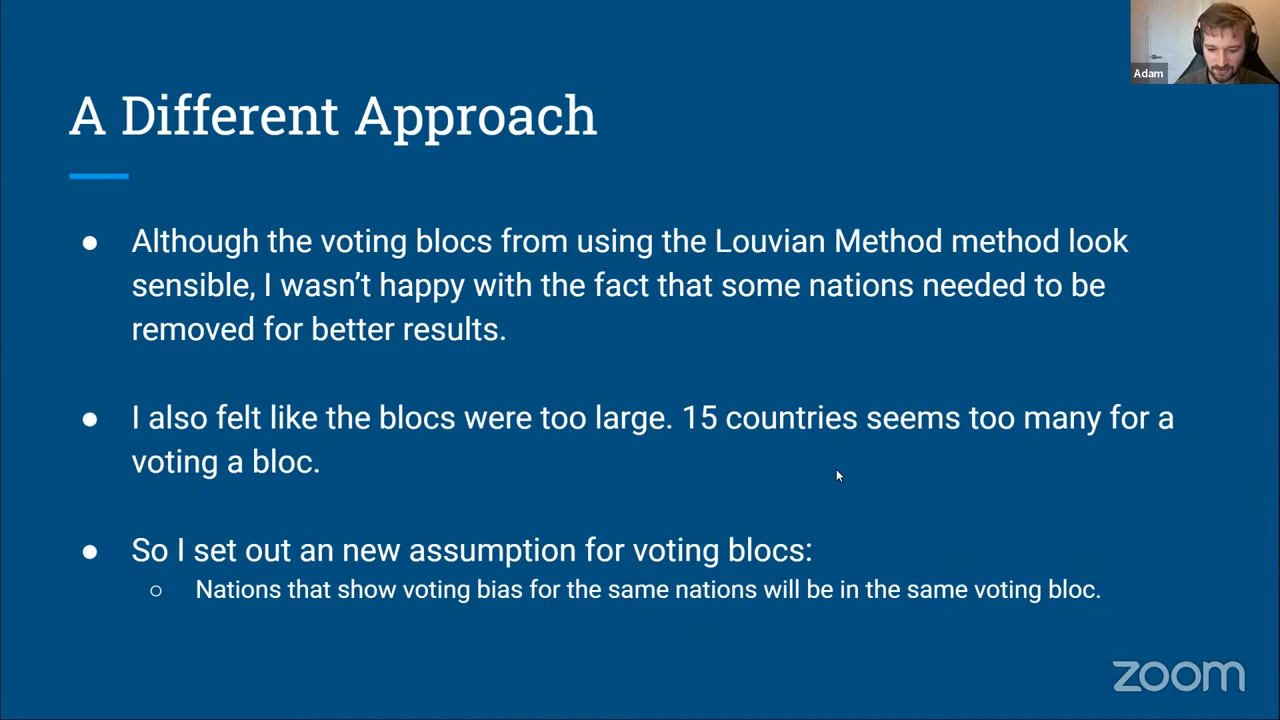 Adam
A Different Approach
● Although the voting blocs from using the Louvian Method method look
sensible, I wasn’t happy with the fact that some nations needed to be
removed for better results.
● I also felt like the blocs were too large. 15 countries seems too many for a
voting a bloc.
● So I set out an new assumption for voting blocs:
○ Nations that show voting bias for the same nations will be in the same voting bloc.
zoom